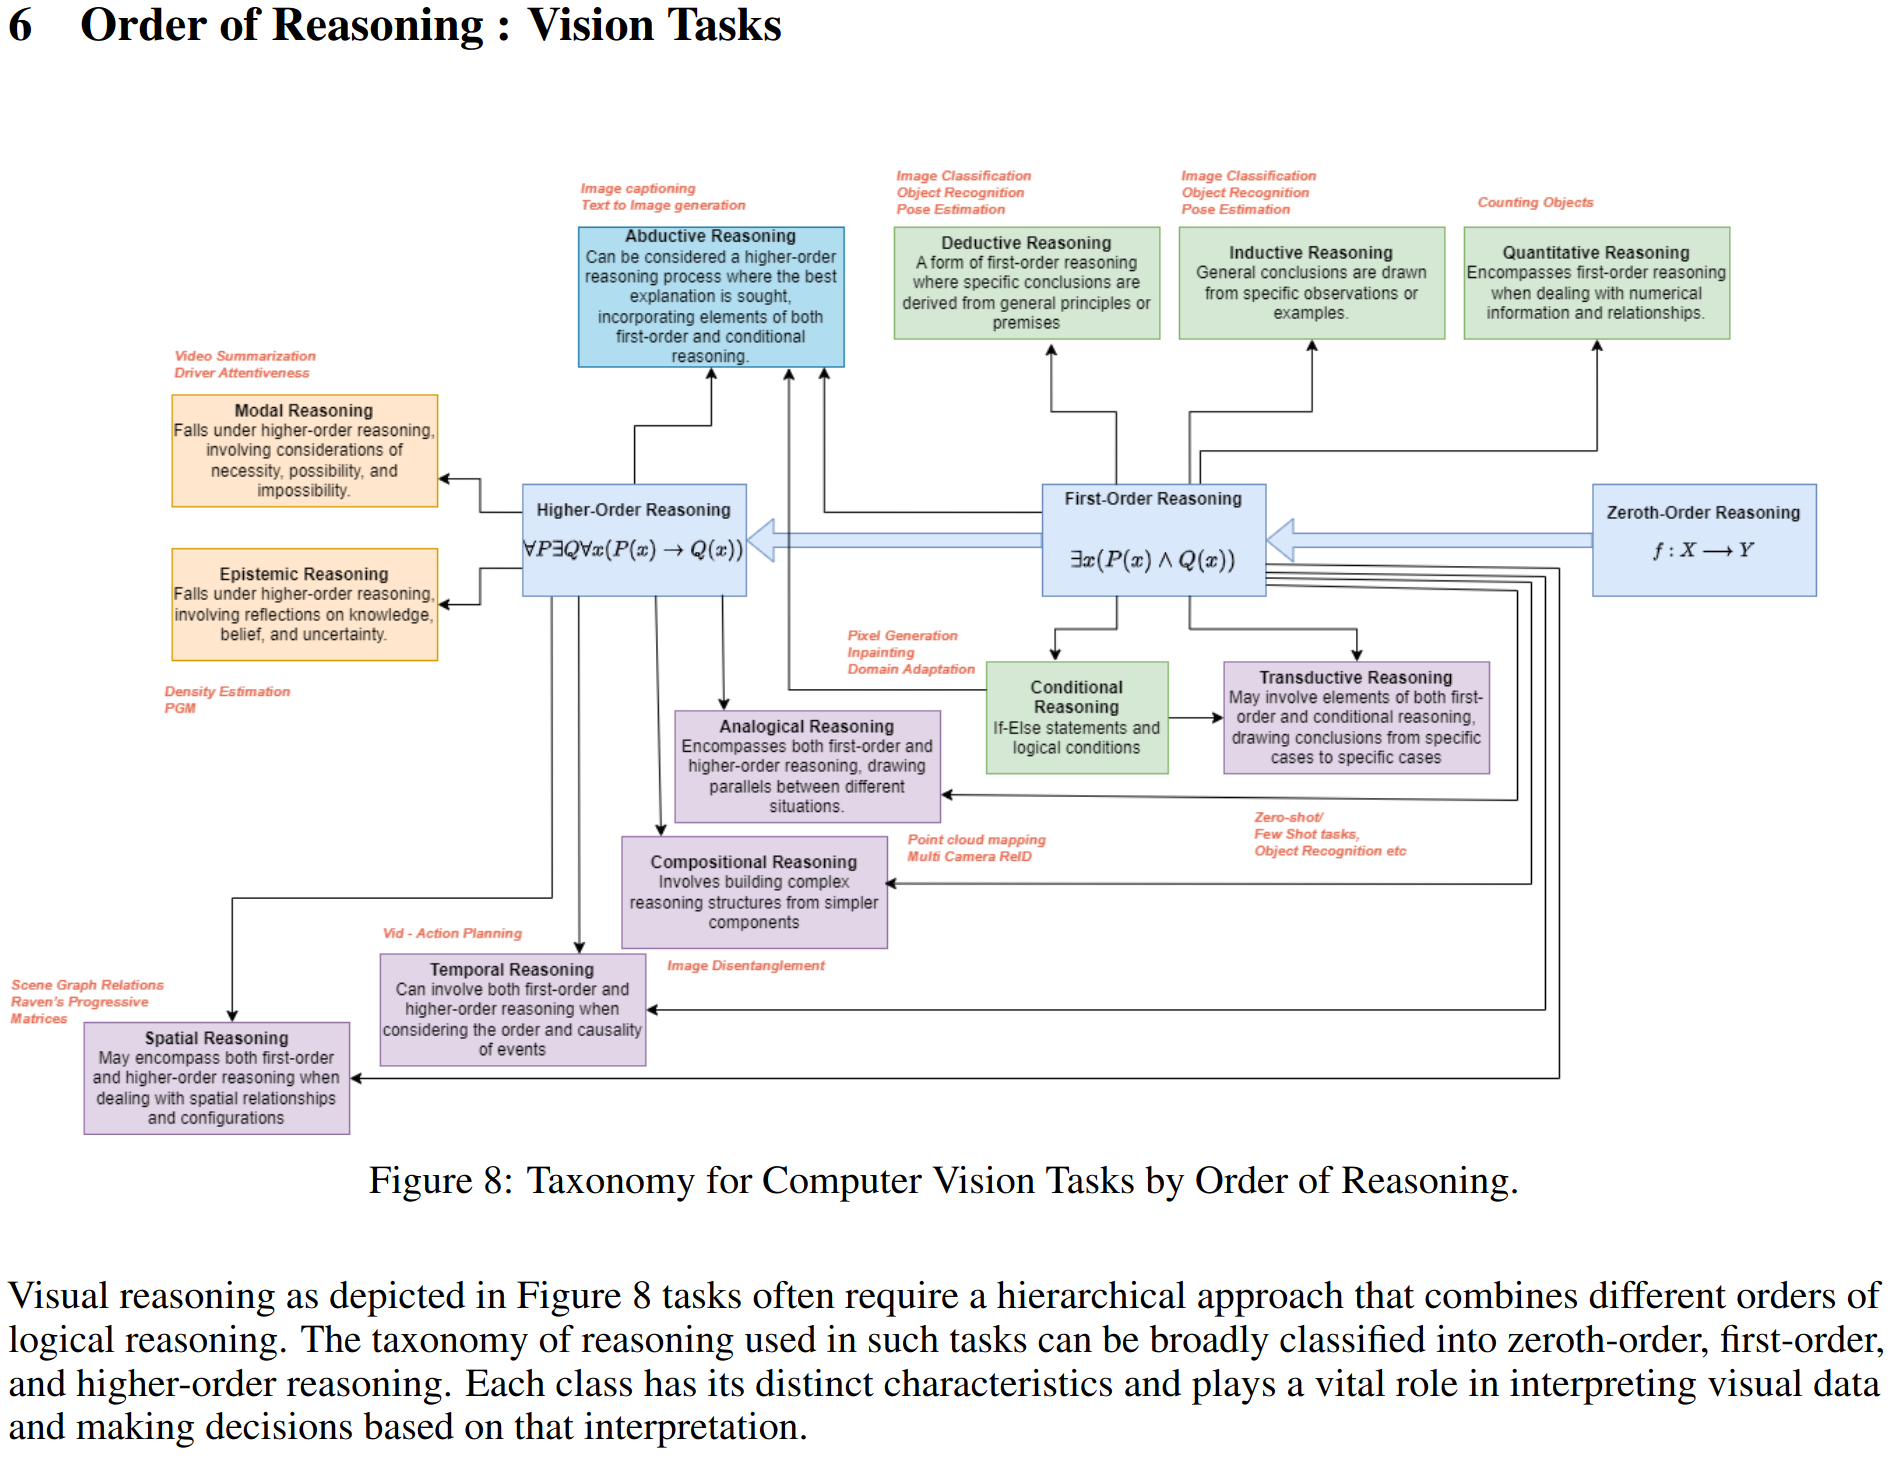 6 Order of Reasoning : Vision Tasks
Image captioning
Text to Image generation
Abductive Reasoning
Can be considered a higher-order
reasoning process where the best
explanation is sought,
incorporating elements of both
first-order and conditional
reasoning.
Image Classification
Object Recognition
Pose Estimation
Deductive Reasoning
A form of first-order reasoning
where specific conclusions are
derived from general principles or
premises
Image Classification
Object Recognition
Pose Estimation
Inductive Reasoning
General conclusions are drawn
from specific observations or
examples.
Counting Objects
Quantitative Reasoning
Encompasses first-order reasoning
when dealing with numerical
information and relationships.
Video Summarization
Driver Attentiveness
Modal Reasoning
Falls under higher-order reasoning,
involving considerations of
necessity, possibility, and
impossibility.
Higher-Order Reasoning
∀P∃Q∀x(P(x) → Q(x))
First-Order Reasoning
∃x(P(x) ∧ Q(x))
Zeroth-Order Reasoning
f : X ⟶ Y
Epistemic Reasoning
Falls under higher-order reasoning,
involving reflections on knowledge,
belief, and uncertainty.
Density Estimation
PGM
Pixel Generation
Inpainting
Domain Adaptation
Conditional
Reasoning
If-Else statements and
logical conditions
Transductive Reasoning
May involve elements of both first-
order and conditional reasoning,
drawing conclusions from specific
cases to specific cases
Analogical Reasoning
Encompasses both first-order and
higher-order reasoning, drawing
parallels between different
situations.
Zero-shot/
Few Shot tasks,
Object Recognition etc
Point cloud mapping
Multi Camera ReID
Compositional Reasoning
Involves building complex
reasoning structures from simpler
components
Vid - Action Planning
Image Disentanglement
Temporal Reasoning
Can involve both first-order and
higher-order reasoning when
considering the order and causality
of events
Scene Graph Relations
Raven's Progressive
Matrices
Spatial Reasoning
May encompass both first-order
and higher-order reasoning when
dealing with spatial relationships
and configurations
Figure 8: Taxonomy for Computer Vision Tasks by Order of Reasoning.
Visual reasoning as depicted in Figure 8 tasks often require a hierarchical approach that combines different orders of
logical reasoning. The taxonomy of reasoning used in such tasks can be broadly classified into zeroth-order, first-order,
and higher-order reasoning. Each class has its distinct characteristics and plays a vital role in interpreting visual data
and making decisions based on that interpretation.